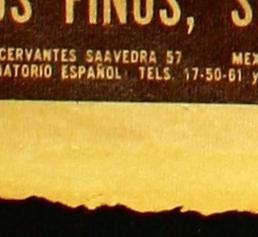 FINOS, S
CERVANTES SAAVEDRA 57 MEX
ATORIO ESPAÑOL TELS. 17-50-61 y